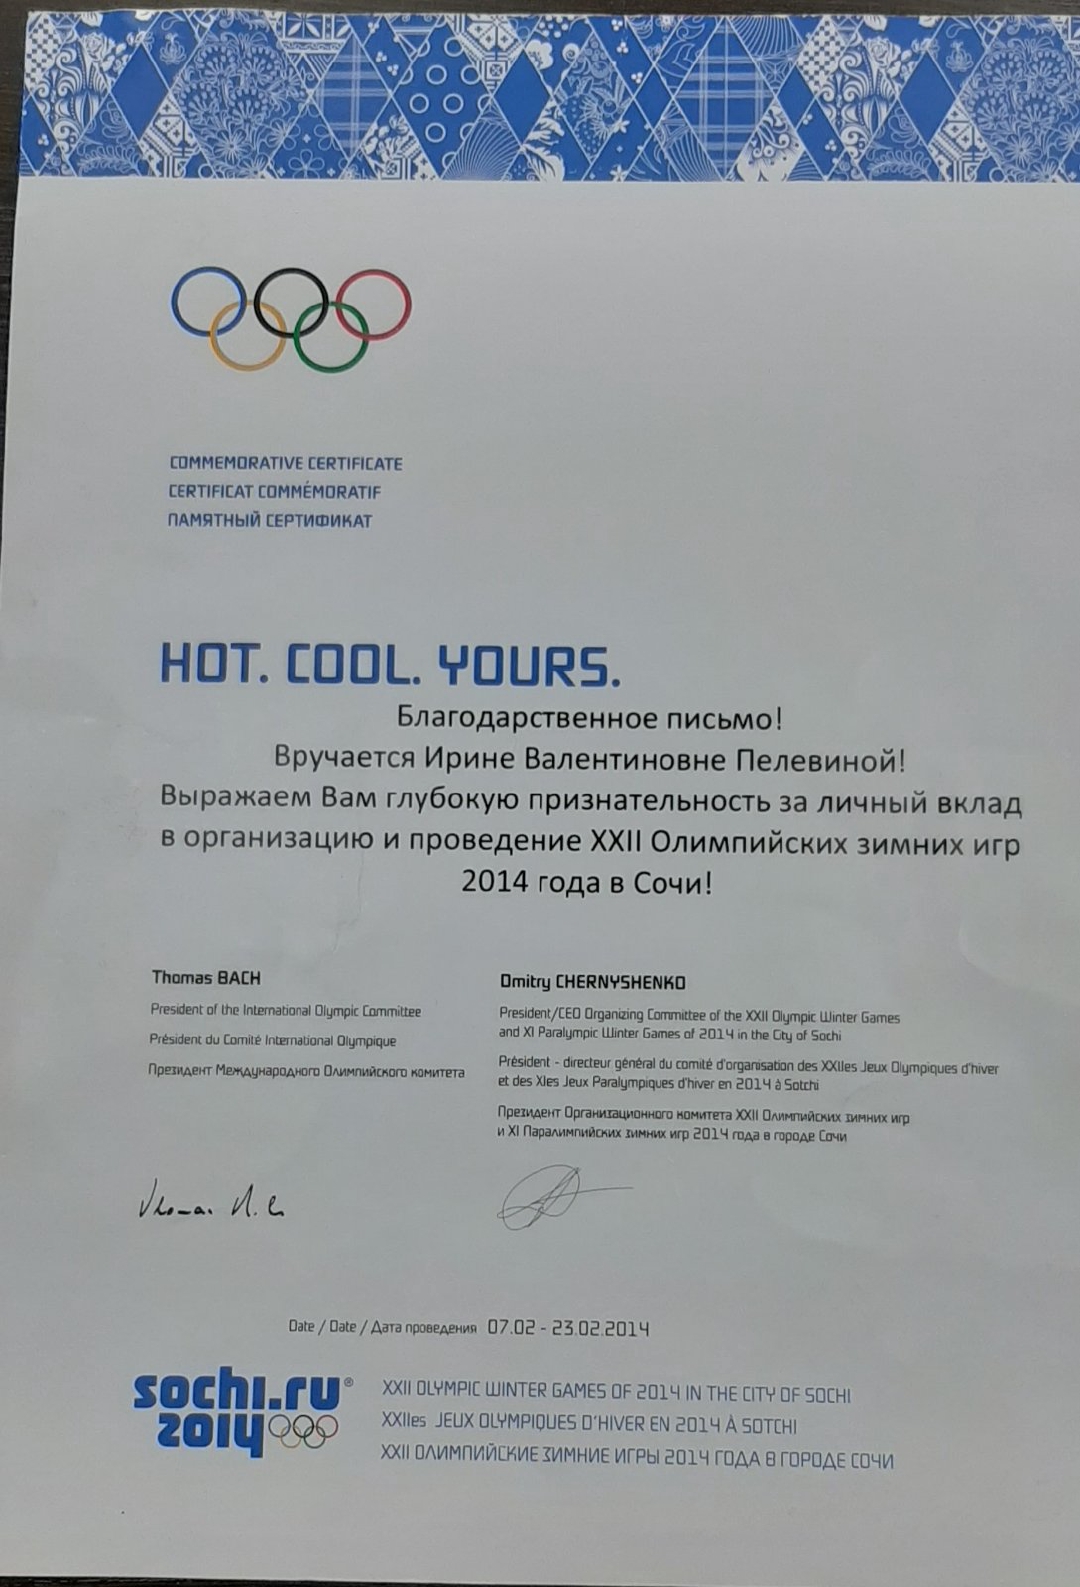 COMMEMORATIVE CERTIFICATE
CERTIFICAT COMMÉMORATIF
ПАМЯТНЫЙ СЕРТИФИКАТ
HOT. COOL. YOURS.
Благодарственное письмо!
Вручается Ирине Валентиновне Пелевиной!
Выражаем Вам глубокую признательность за личный вклад
в организацию и проведение XXII Олимпийских зимних игр
2014 года в Сочи!
Thomas BACH
President of the International Olympic Committee
Président du Comité International Olympique
Президент Международного Олимпийского комитета
Dmitry CHERNYSHENKO
President/CEO Organizing Committee of the XXII Olympic Winter Games
and XI Paralympic Winter Games of 2014 in the City of Sochi
Président - directeur général du comité d'organisation des XXIIes Jeux Olympiques d'hiver
et des XIes Jeux Paralympiques d'hiver en 2014 à Sotchi
Президент Организационного комитета XXII Олимпийских зимних игр
и XI Паралимпийских зимних игр 2014 года в городе Сочи
Date / Date / Дата проведения 07.02 - 23.02.2014
sochi.ru®
2014
XXII OLYMPIC WINTER GAMES OF 2014 IN THE CITY OF SOCHI
XXIIes JEUX OLYMPIQUES D'HIVER EN 2014 À SOTCHI
XXII ОЛИМПИЙСКИЕ ЗИМНИЕ ИГРЫ 2014 ГОДА В ГОРОДЕ СОЧИ